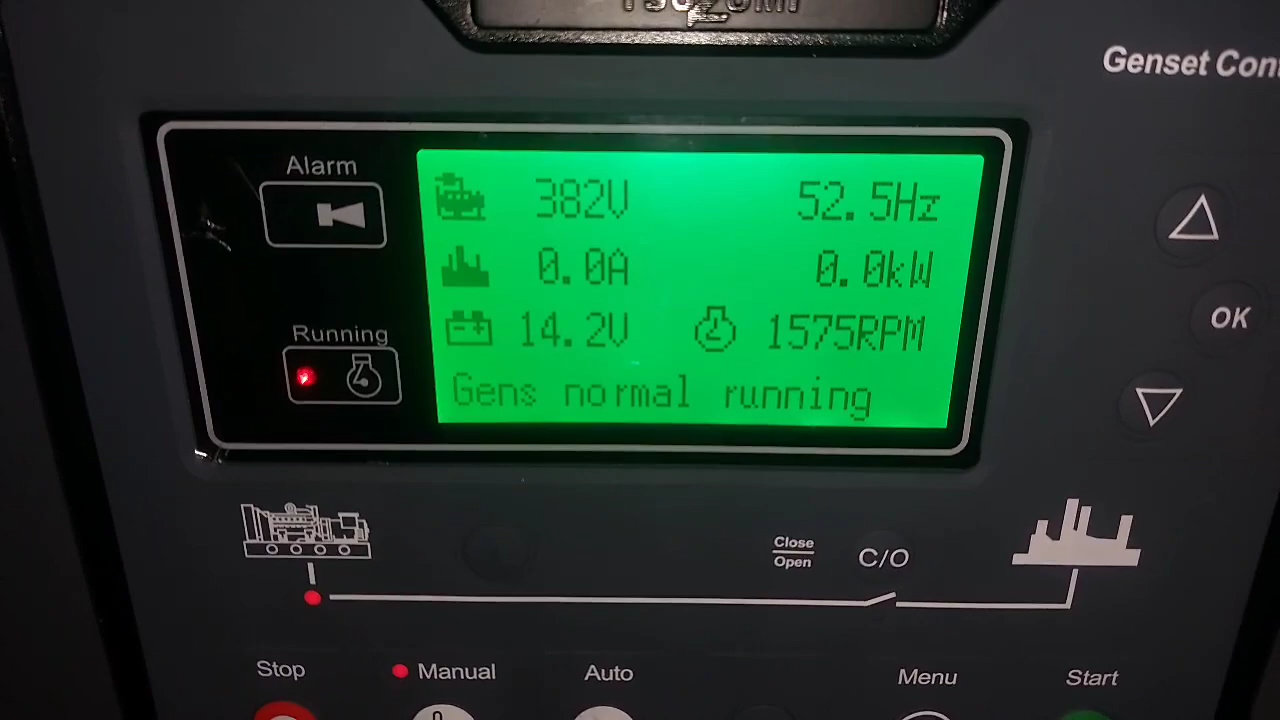 Genset
Alarm
382V 52.5Hz
0.0A 0.0kW
OK
Running
14.2V 1575RPM
Gens normal running
Close
Open
C/O
Stop
Manual
Auto
Menu
Start